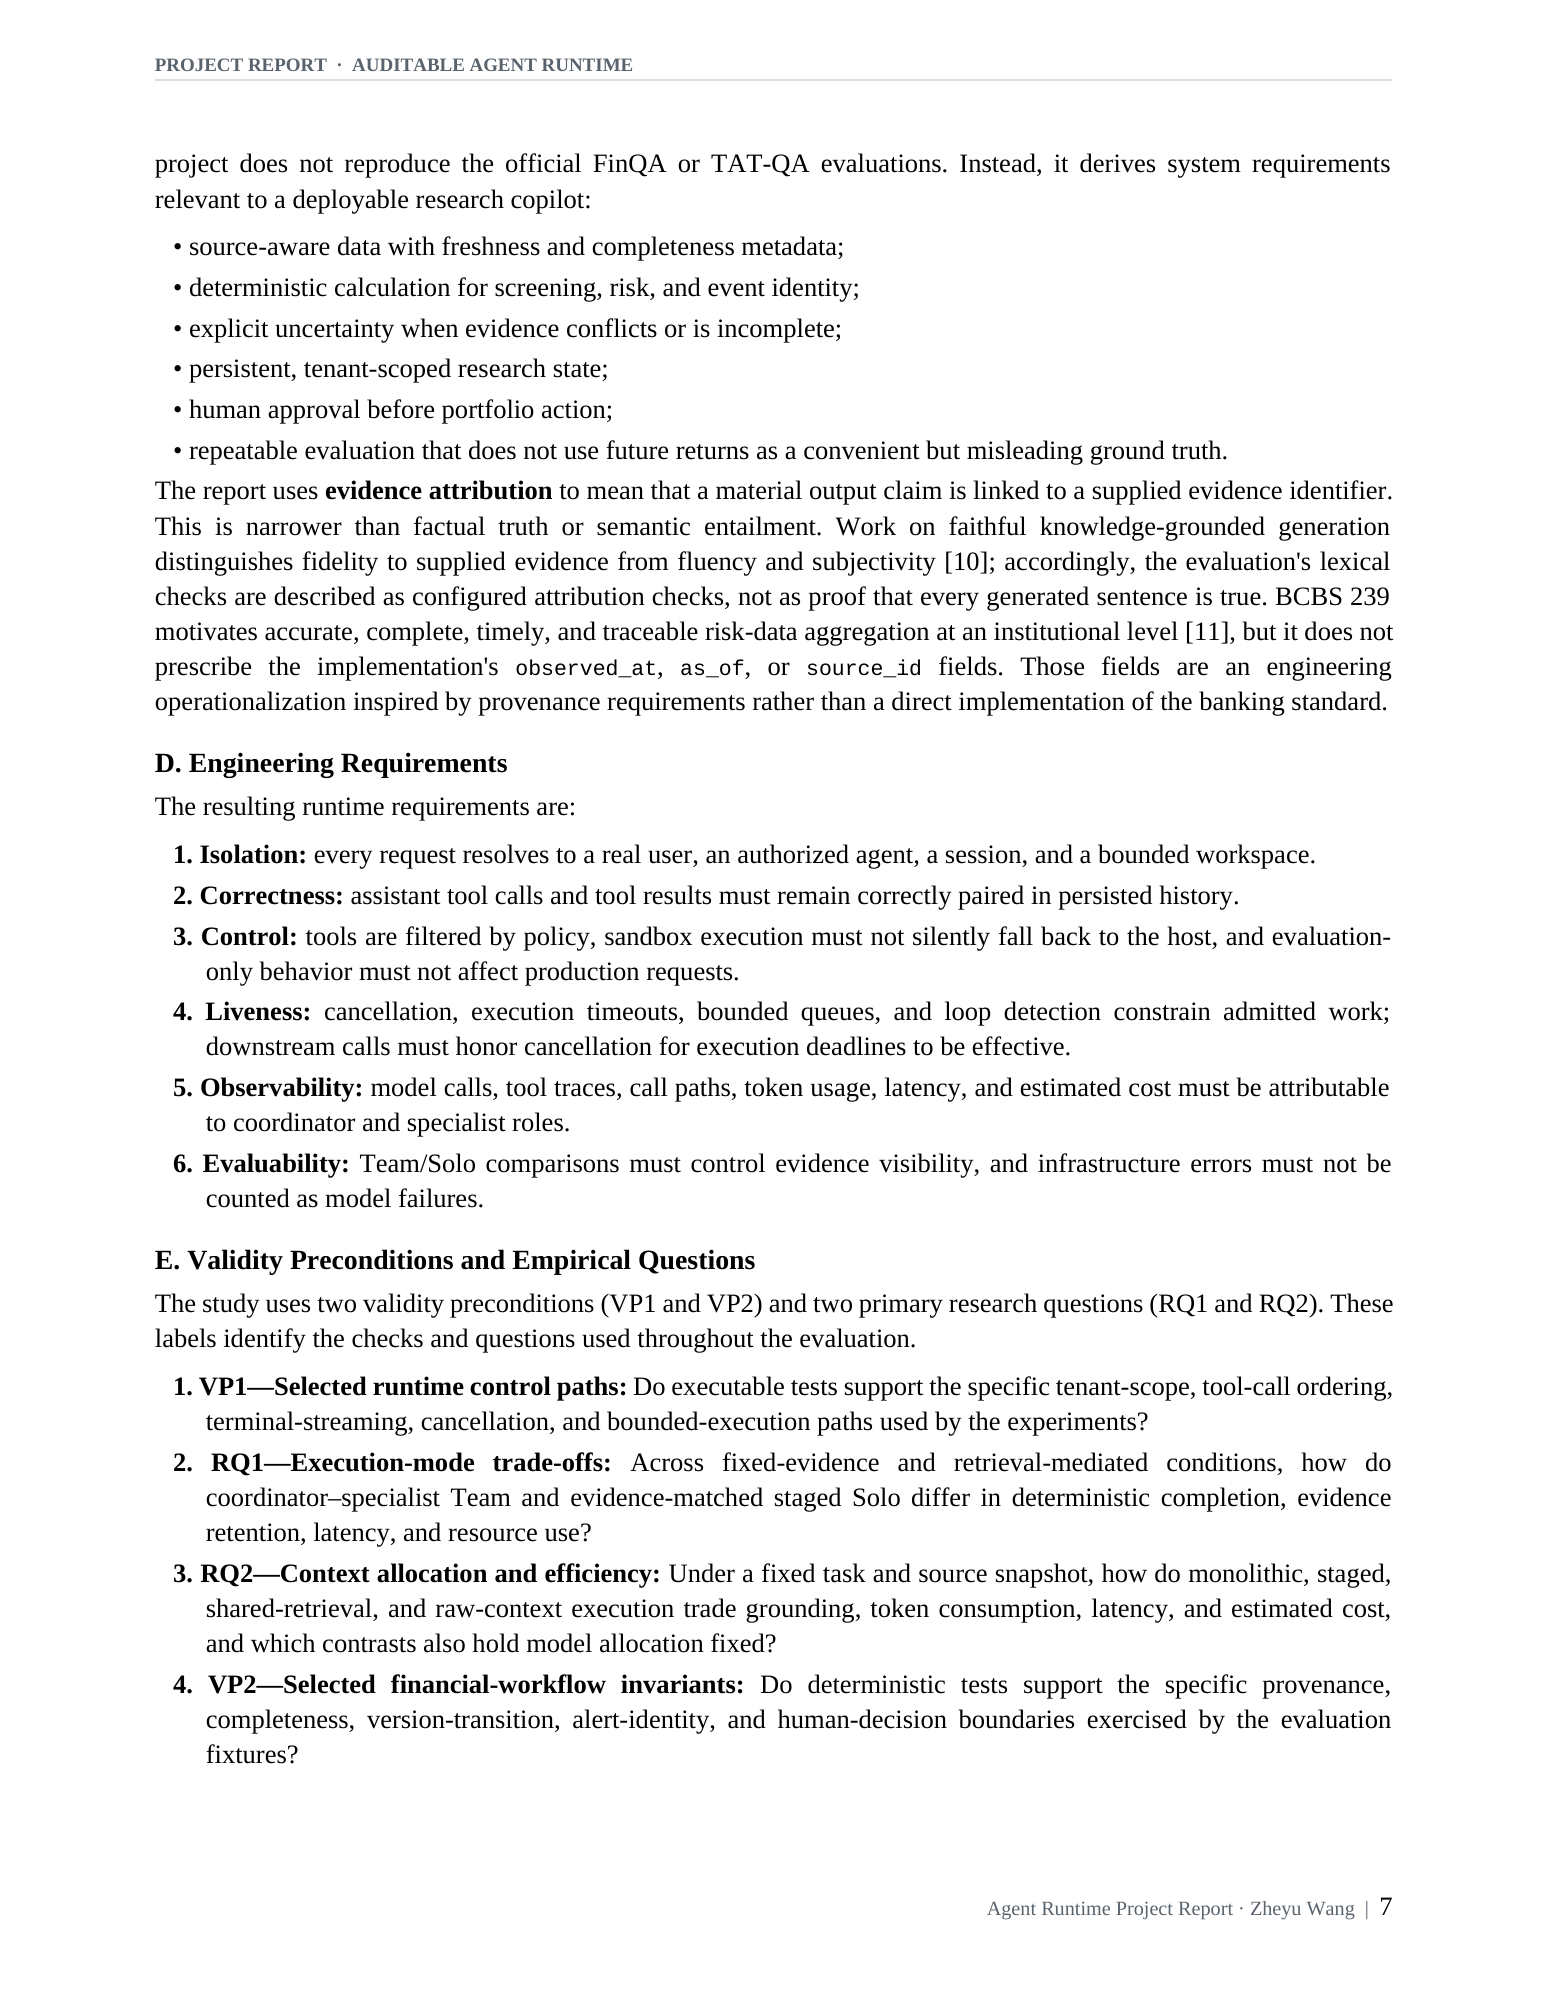 PROJECT REPORT · AUDITABLE AGENT RUNTIME
project does not reproduce the official FinQA or TAT-QA evaluations. Instead, it derives system requirements
relevant to a deployable research copilot:
• source-aware data with freshness and completeness metadata;
• deterministic calculation for screening, risk, and event identity;
• explicit uncertainty when evidence conflicts or is incomplete;
• persistent, tenant-scoped research state;
• human approval before portfolio action;
• repeatable evaluation that does not use future returns as a convenient but misleading ground truth.
The report uses evidence attribution to mean that a material output claim is linked to a supplied evidence identifier.
This is narrower than factual truth or semantic entailment. Work on faithful knowledge-grounded generation
distinguishes fidelity to supplied evidence from fluency and subjectivity [10]; accordingly, the evaluation's lexical
checks are described as configured attribution checks, not as proof that every generated sentence is true. BCBS 239
motivates accurate, complete, timely, and traceable risk-data aggregation at an institutional level [11], but it does not
prescribe the implementation's observed_at, as_of, or source_id fields. Those fields are an engineering
operationalization inspired by provenance requirements rather than a direct implementation of the banking standard.
D. Engineering Requirements
The resulting runtime requirements are:
1. Isolation: every request resolves to a real user, an authorized agent, a session, and a bounded workspace.
2. Correctness: assistant tool calls and tool results must remain correctly paired in persisted history.
3. Control: tools are filtered by policy, sandbox execution must not silently fall back to the host, and evaluation-
only behavior must not affect production requests.
4. Liveness: cancellation, execution timeouts, bounded queues, and loop detection constrain admitted work;
downstream calls must honor cancellation for execution deadlines to be effective.
5. Observability: model calls, tool traces, call paths, token usage, latency, and estimated cost must be attributable
to coordinator and specialist roles.
6. Evaluability: Team/Solo comparisons must control evidence visibility, and infrastructure errors must not be
counted as model failures.
E. Validity Preconditions and Empirical Questions
The study uses two validity preconditions (VP1 and VP2) and two primary research questions (RQ1 and RQ2). These
labels identify the checks and questions used throughout the evaluation.
1. VP1—Selected runtime control paths: Do executable tests support the specific tenant-scope, tool-call ordering,
terminal-streaming, cancellation, and bounded-execution paths used by the experiments?
2. RQ1—Execution-mode trade-offs: Across fixed-evidence and retrieval-mediated conditions, how do
coordinator–specialist Team and evidence-matched staged Solo differ in deterministic completion, evidence
retention, latency, and resource use?
3. RQ2—Context allocation and efficiency: Under a fixed task and source snapshot, how do monolithic, staged,
shared-retrieval, and raw-context execution trade grounding, token consumption, latency, and estimated cost,
and which contrasts also hold model allocation fixed?
4. VP2—Selected financial-workflow invariants: Do deterministic tests support the specific provenance,
completeness, version-transition, alert-identity, and human-decision boundaries exercised by the evaluation
fixtures?
Agent Runtime Project Report · Zheyu Wang | 7